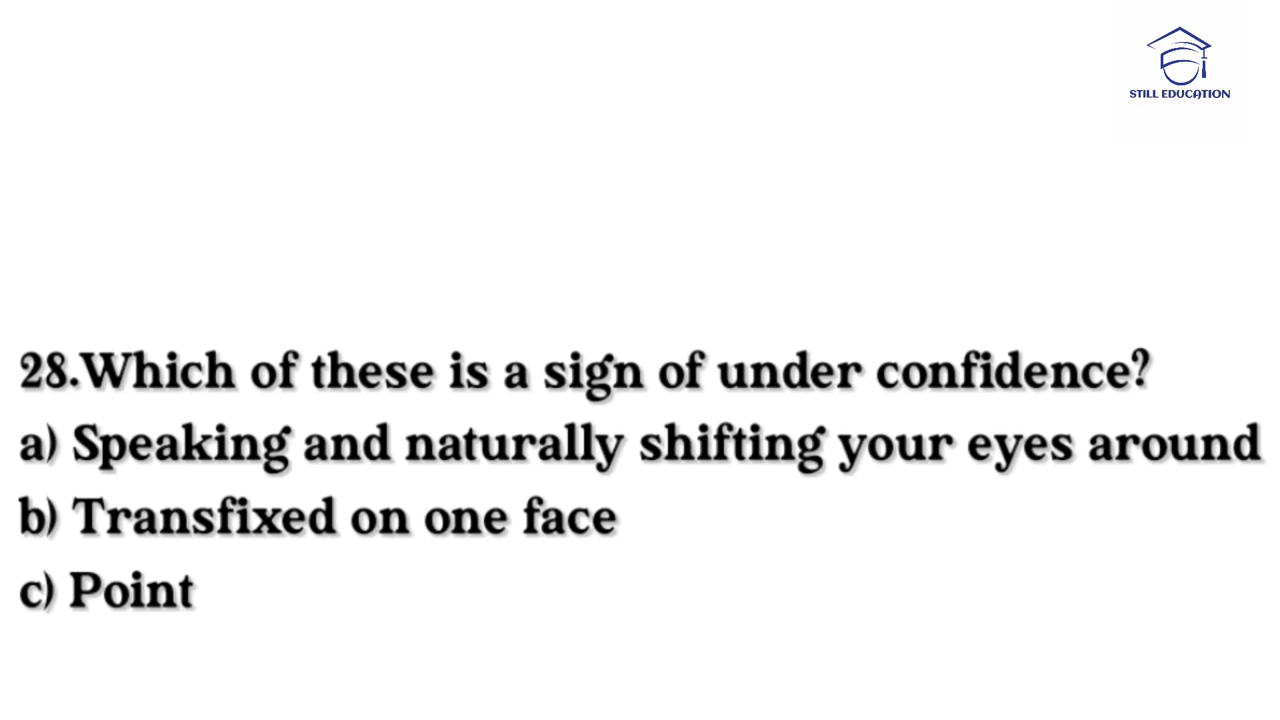 STILL EDUCATION
28.Which of these is a sign of under confidence?
a) Speaking and naturally shifting your eyes around
b) Transfixed on one face
c) Point